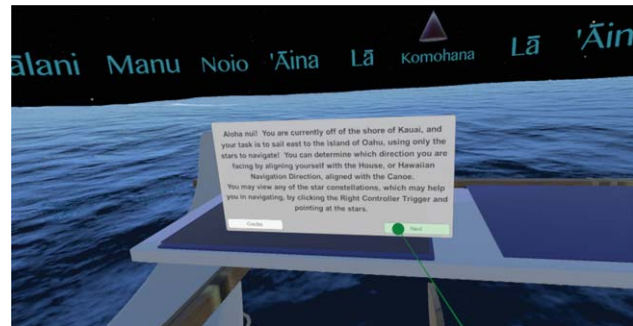 ālani Manu Noio 'Āina Lā Komohana Lā 'Āin
Aloha nui! You are currently off of the shore of Kauai, and
your task is to sail east to the island of Oahu, using only the
stars to navigate! You can determine which direction you are
facing by aligning yourself with the House, or Hawaiian
Navigation Direction, aligned with the Canoe.
You may view any of the star constellations, which may help
you in navigating, by clicking the Right Controller Trigger and
pointing at the stars.
Credits Next